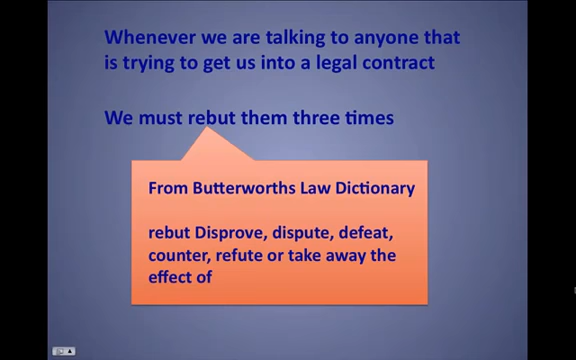 Whenever we are talking to anyone that
is trying to get us into a legal contract
We must rebut them three times
From Butterworths Law Dictionary
rebut Disprove, dispute, defeat,
counter, refute or take away the
effect of